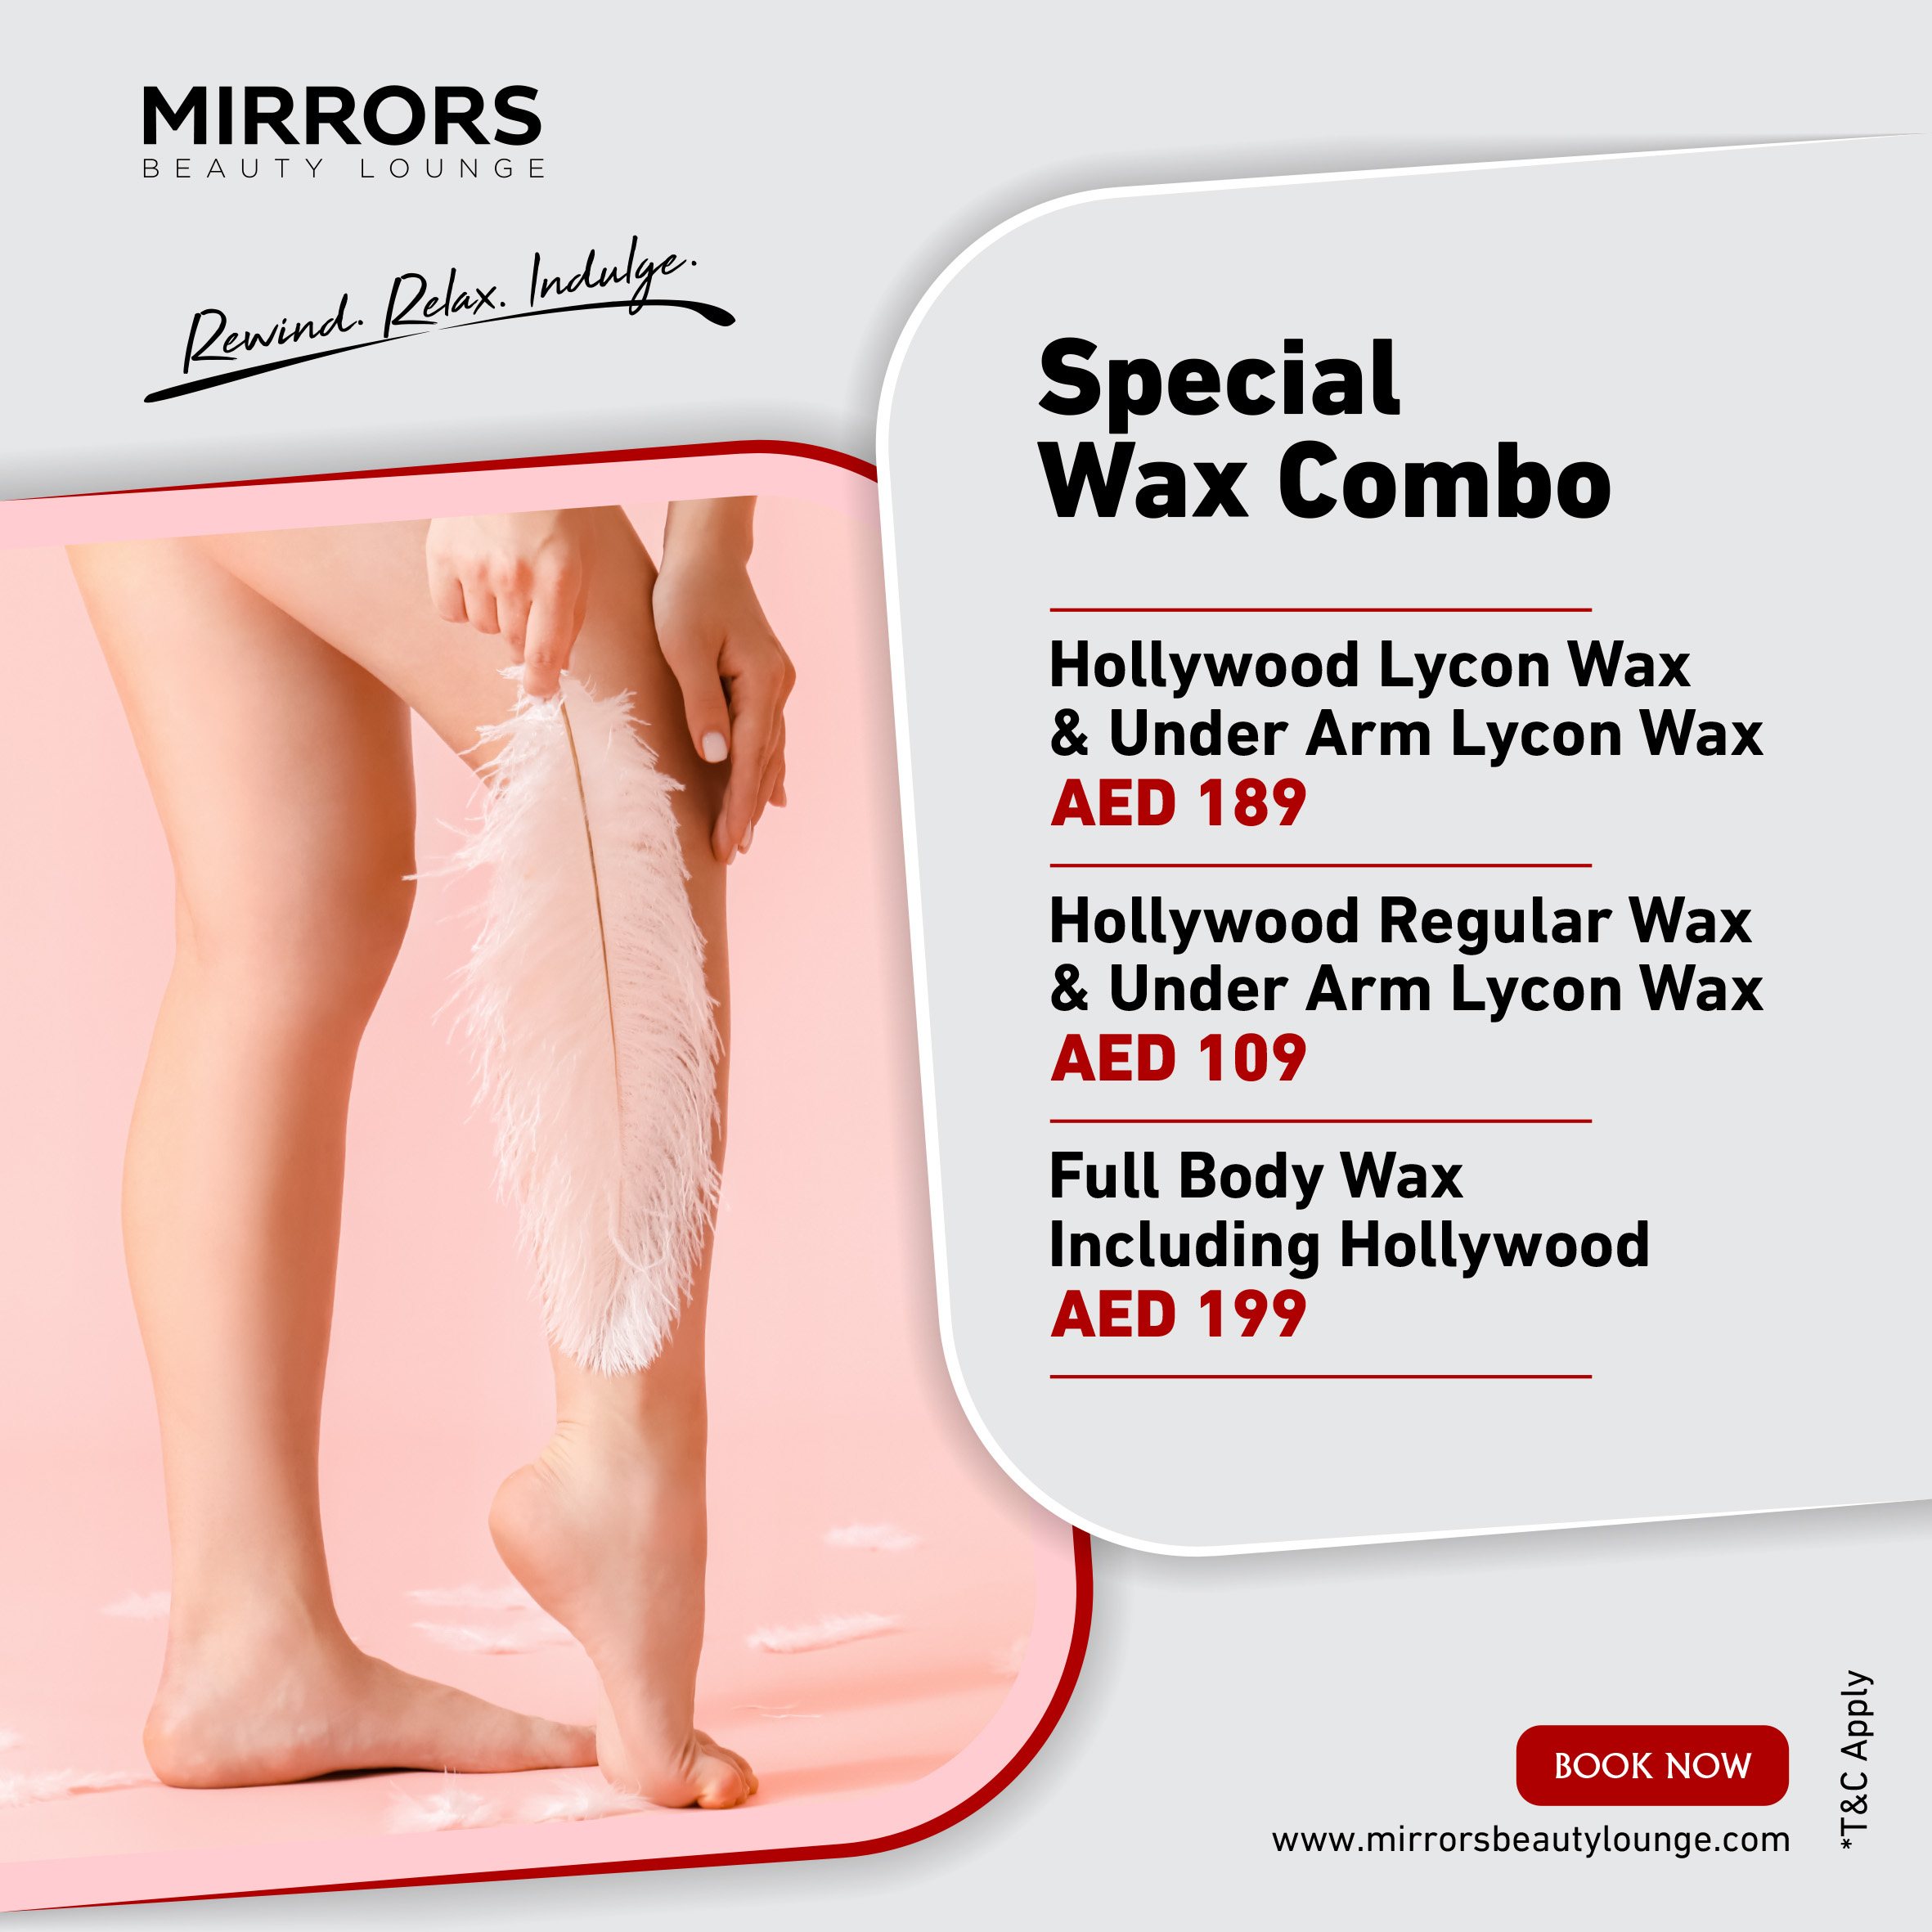 MIRRORS
BEAUTY LOUNGE
Rewind. Relax. Indulge.
Special
Wax Combo
Hollywood Lycon Wax
& Under Arm Lycon Wax
AED 189
Hollywood Regular Wax
& Under Arm Lycon Wax
AED 109
Full Body Wax
Including Hollywood
AED 199
BOOK NOW
www.mirrorsbeautylounge.com
*T&C Apply